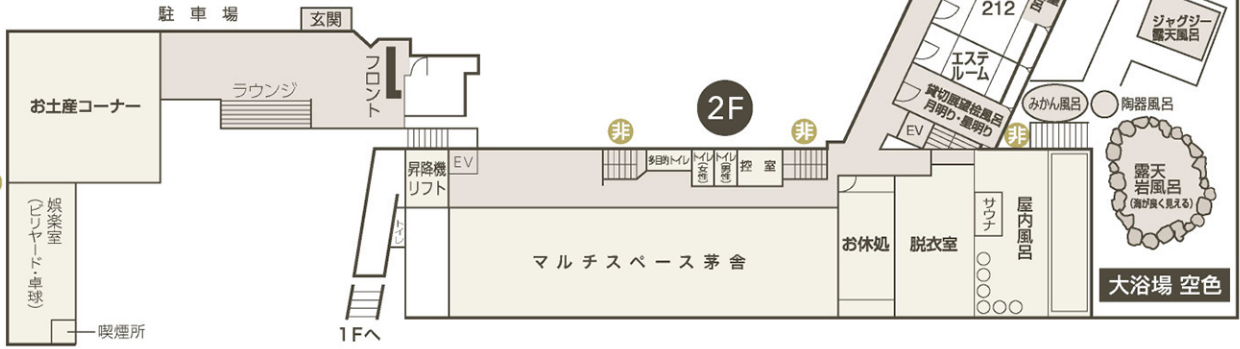 駐車場
玄関
フロント
ラウンジ
お土産コーナー
娯楽室
(ビリヤード・卓球)
喫煙所
1Fへ
昇降機
リフト
EV
トイレ
非
多目的トイレ
トイレ
(女性)
トイレ
(男性)
控室
非
2F
マルチスペース茅舎
お休処
脱衣室
サウナ
屋内風呂
EV
貸切展望桧風呂
月明り・星明り
エステ
ルーム
212
非
みかん風呂
陶器風呂
ジャグジー
露天風呂
露天
岩風呂
(海が良く見える)
大浴場 空色